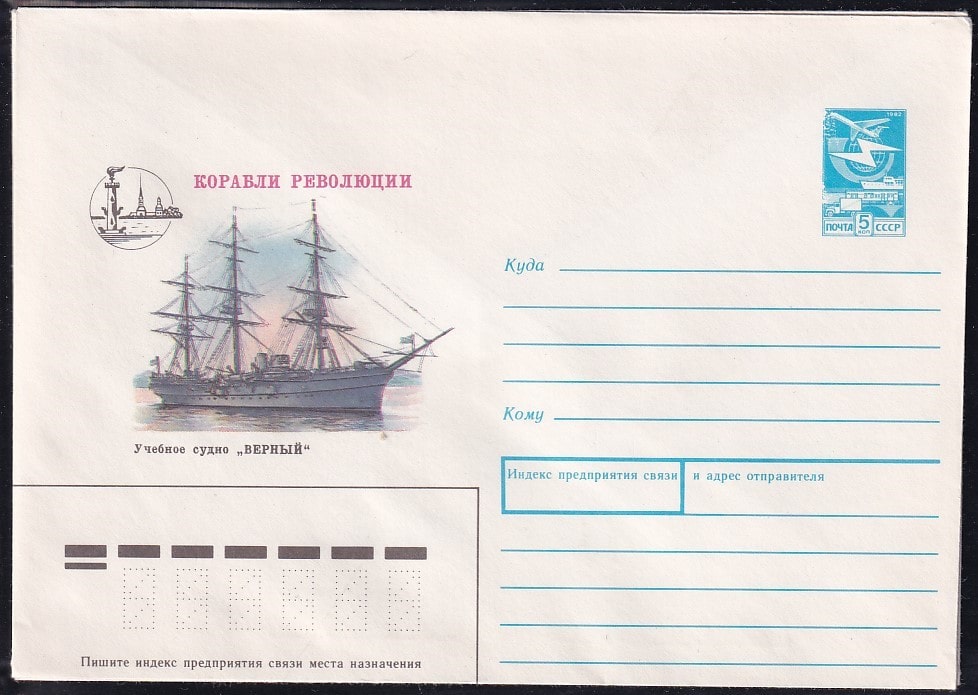 КОРАБЛИ РЕВОЛЮЦИИ
Учебное судно „ВЕРНЫЙ“
1982
ПОЧТА 5 КОП СССР
Куда
Кому
Индекс предприятия связи и адрес отправителя
Пишите индекс предприятия связи места назначения